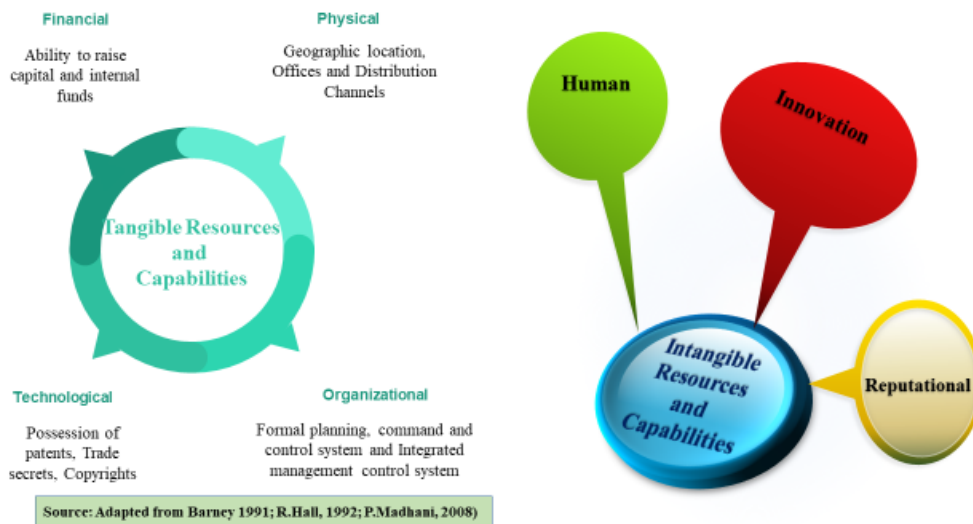 Financial
Ability to raise
capital and internal
funds
Physical
Geographic location,
Offices and Distribution
Channels
Tangible Resources
and
Capabilities
Technological
Possession of
patents, Trade
secrets, Copyrights
Organizational
Formal planning, command and
control system and Integrated
management control system
Source: Adapted from Barney 1991; R.Hall, 1992; P.Madhani, 2008)
Human
Innovation
Intangible
Resources
and
Capabilities
Reputational